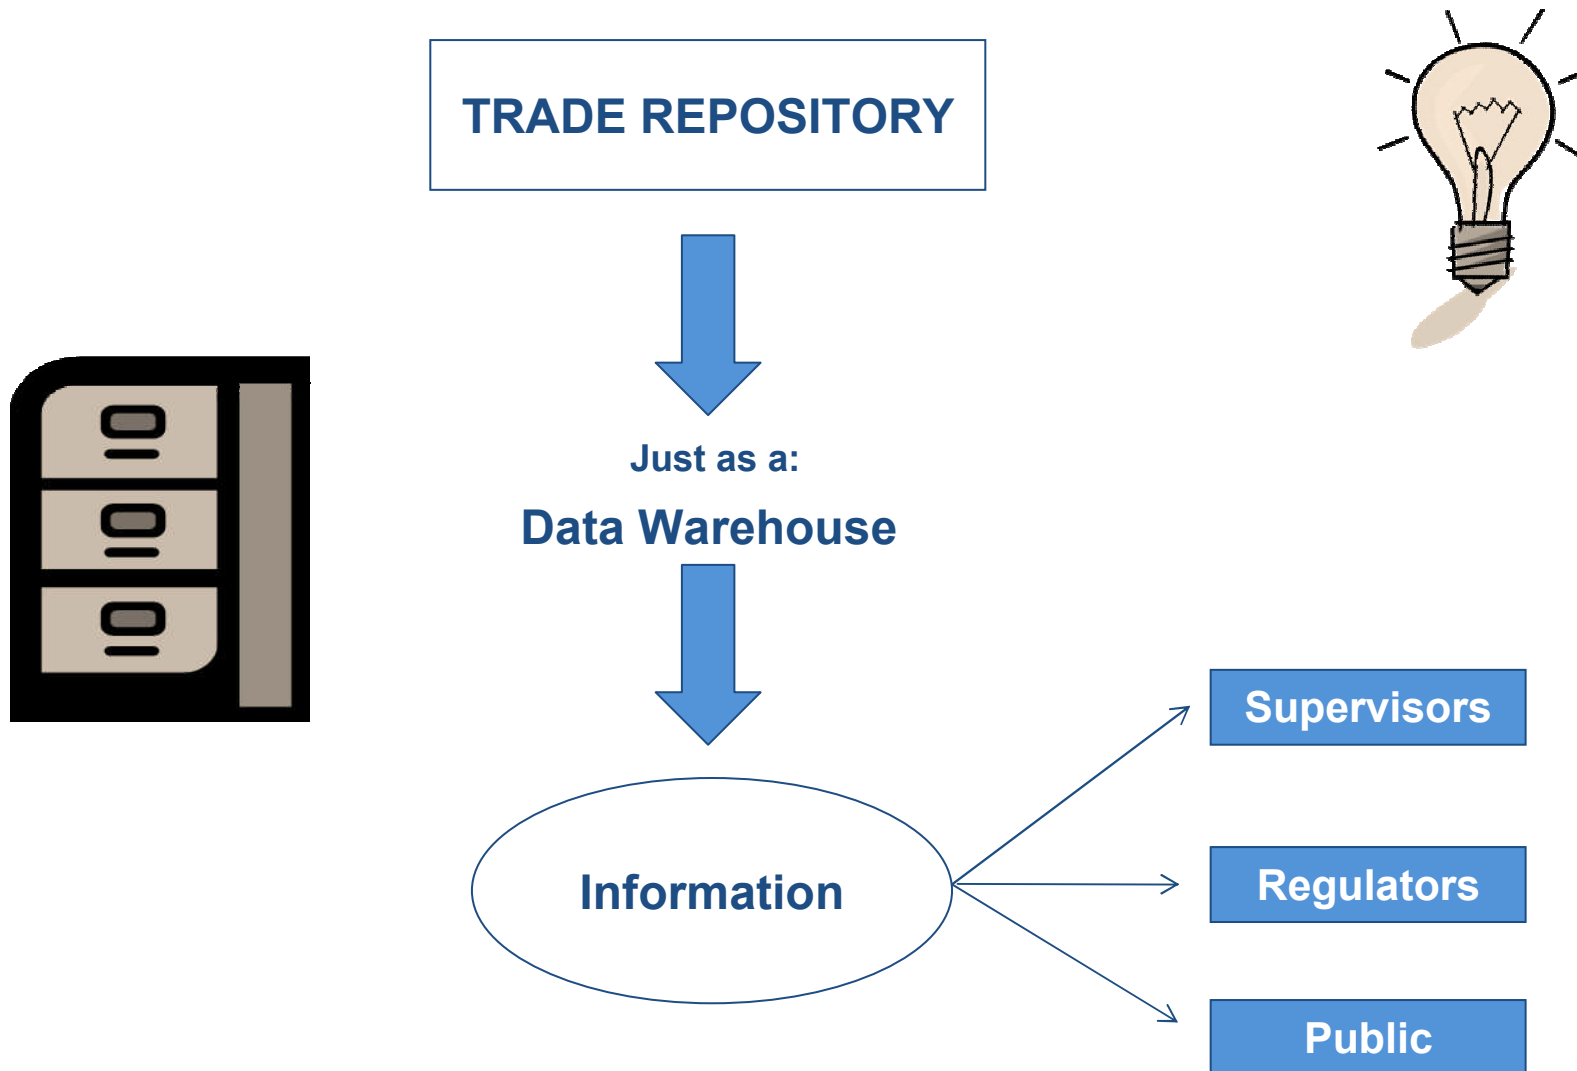 TRADE REPOSITORY
Just as a:
Data Warehouse
Information
Supervisors
Regulators
Public